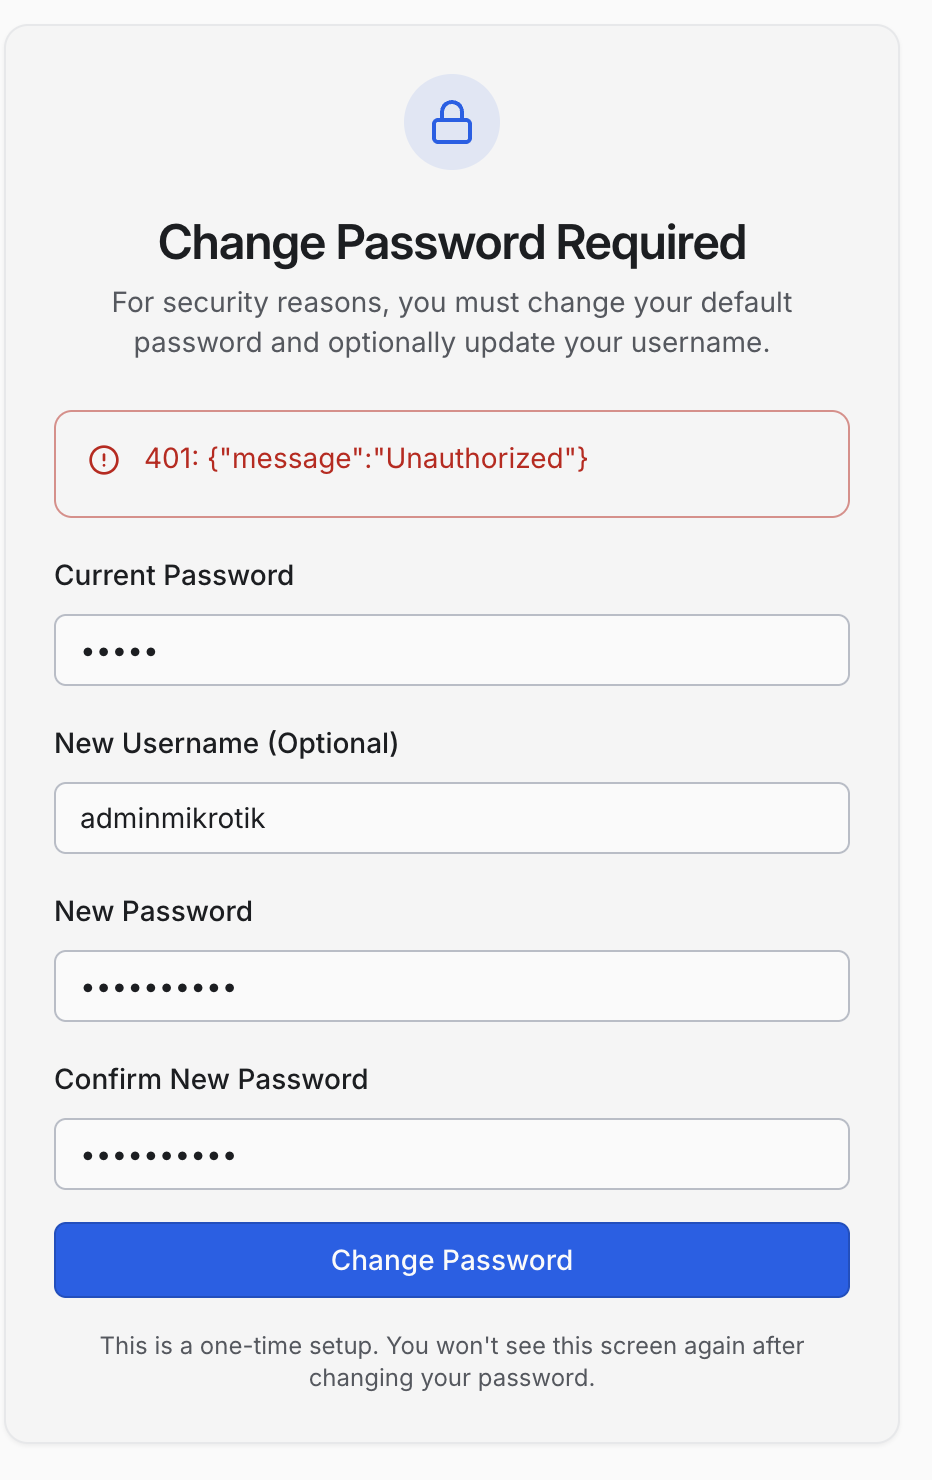 Change Password Required
For security reasons, you must change your default
password and optionally update your username.
401: {"message":"Unauthorized"}
Current Password
•••••
New Username (Optional)
adminmikrotik
New Password
••••••••••
Confirm New Password
••••••••••
Change Password
This is a one-time setup. You won't see this screen again after
changing your password.